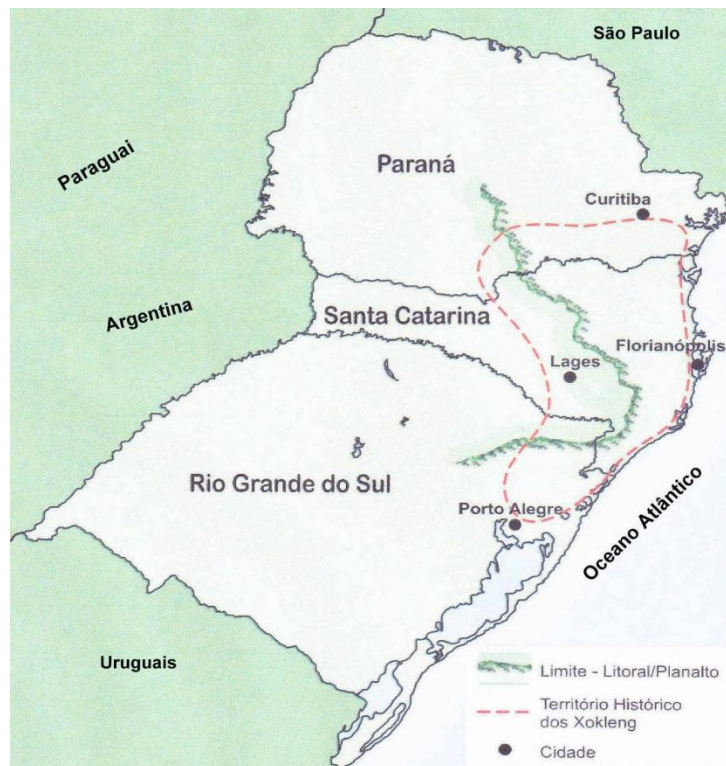 São Paulo
Paraguai
Paraná
Curitiba
Argentina
Santa Catarina
Florianópolis
Lages
Rio Grande do Sul
Porto Alegre
Oceano Atlântico
Uruguais
Limite - Litoral/Planalto
Território Histórico
dos Xokleng
Cidade